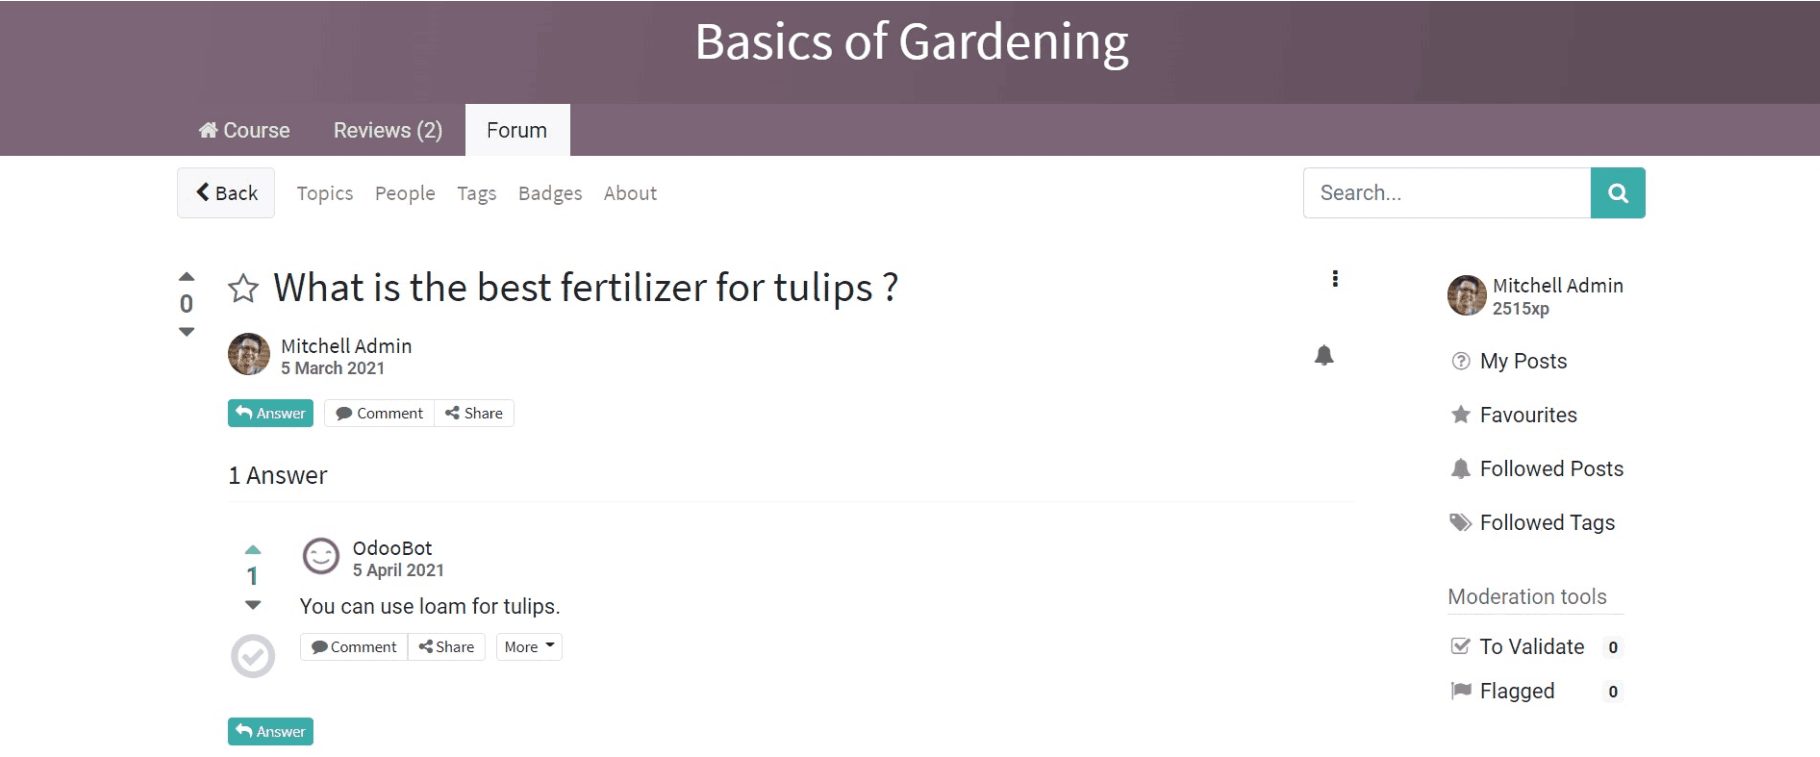 Basics of Gardening
Course Reviews (2) Forum
Back Topics People Tags Badges About Search...
0
What is the best fertilizer for tulips ?
Mitchell Admin
5 March 2021
Answer Comment Share
1 Answer
1
OdooBot
5 April 2021
You can use loam for tulips.
Comment Share More
Answer
Mitchell Admin
2515xp
My Posts
Favourites
Followed Posts
Followed Tags
Moderation tools
To Validate 0
Flagged 0